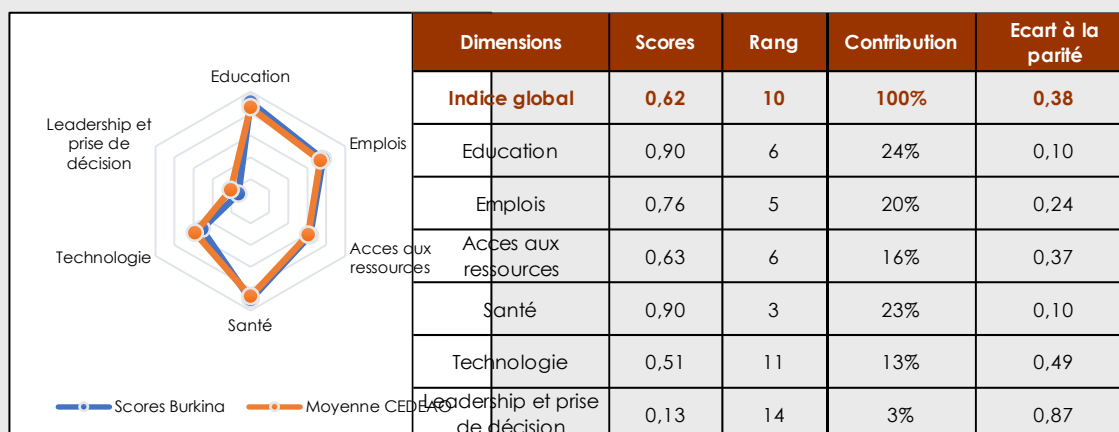 Education
Emplois
Acces aux
ressources
Santé
Technologie
Leadership et
prise de
décision
Scores Burkina
Moyenne CEDEAO
Dimensions Scores Rang Contribution Ecart à la
parité
Indice global 0,62 10 100% 0,38
Education 0,90 6 24% 0,10
Emplois 0,76 5 20% 0,24
Acces aux
ressources 0,63 6 16% 0,37
Santé 0,90 3 23% 0,10
Technologie 0,51 11 13% 0,49
Leadership et prise
de décision 0,13 14 3% 0,87